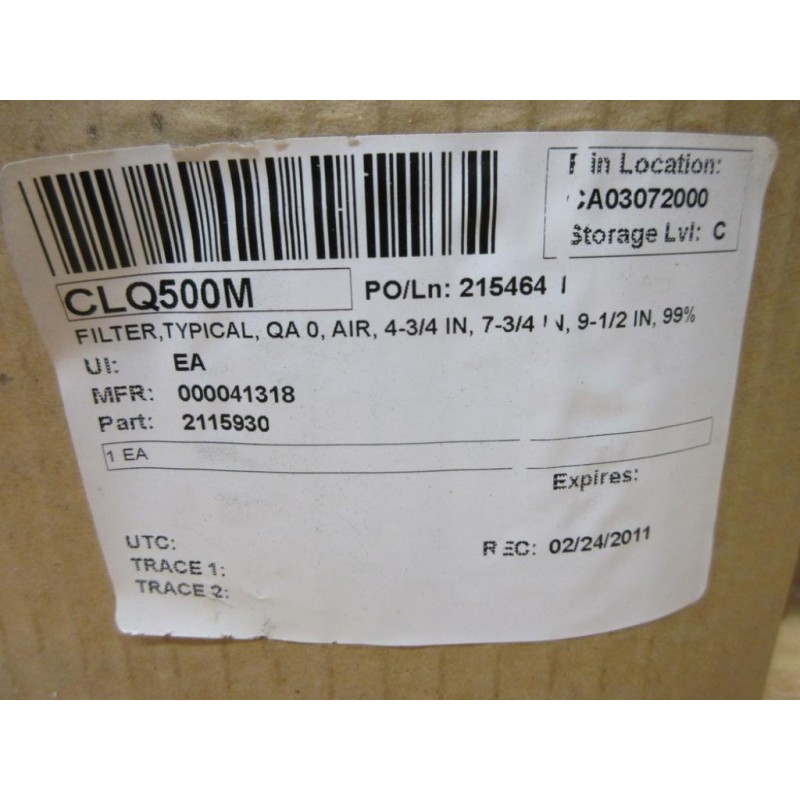 in Location:
CA03072000
Storage Lvl: C
CLQ500M
PO/Ln: 215464
FILTER,TYPICAL, QA 0, AIR, 4-3/4 IN, 7-3/4 IN, 9-1/2 IN, 99%
UI: EA
MFR: 000041318
Part: 2115930
1 EA
Expires:
UTC:
REC: 02/24/2011
TRACE 1:
TRACE 2: